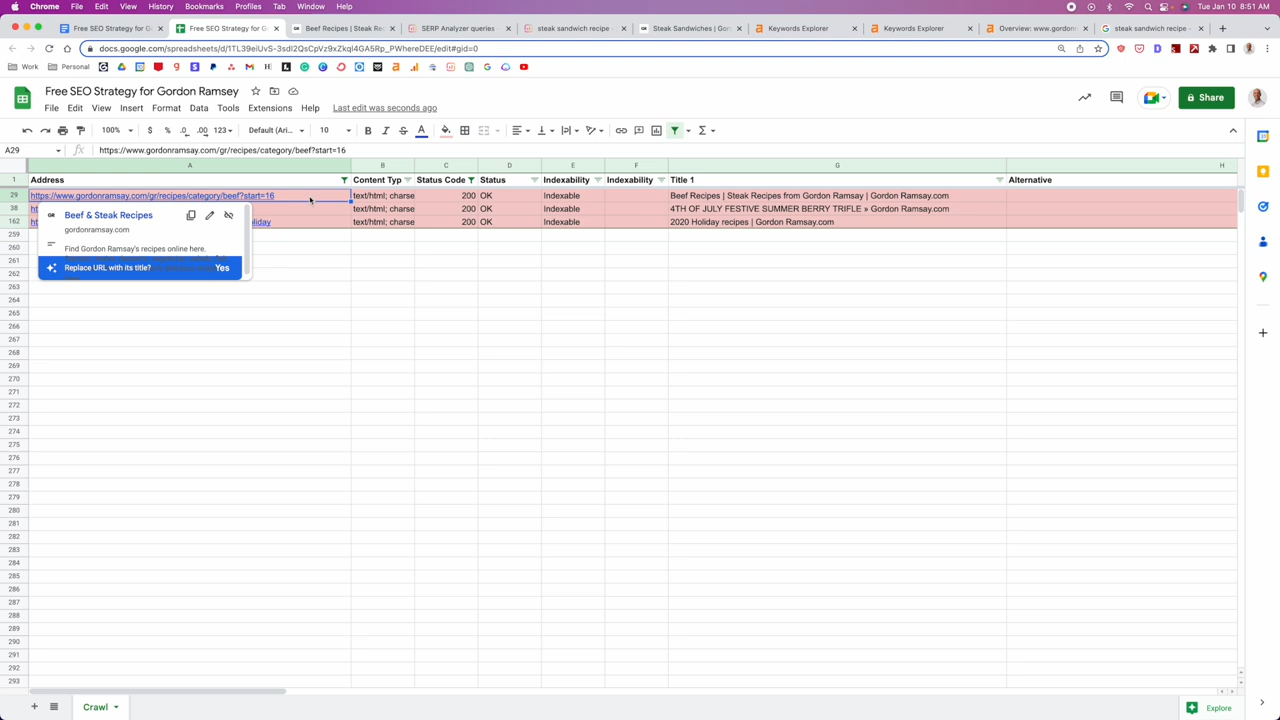 Chrome File Edit View History Bookmarks Profiles Tab Window Help Tue Jan 10 8:51 AM
Free SEO Strategy for G Free SEO Strategy for G Beef Recipes | Steak Rec SERP Analyzer queries steak sandwich recipe Steak Sandwiches | Gor Keywords Explorer Keywords Explorer Overview: www.gordonr steak sandwich recipe
docs.google.com/spreadsheets/d/1TL39eiUvS-3sdI2QsCpVz9xZkqI4GA5Rp_PWhereDEE/edit#gid=0
Work Personal
Free SEO Strategy for Gordon Ramsey
File Edit View Insert Format Data Tools Extensions Help Last edit was seconds ago
Share
100% $ % .0 .00 123 Default (Ari... 10 B I S A
A29 fx https://www.gordonramsay.com/gr/recipes/category/beef?start=16
A B C D E F G H
1 Address Content Typ Status Code Status Indexability Indexability Title 1 Alternative
29 https://www.gordonramsay.com/gr/recipes/category/beef?start=16 text/html; charse 200 OK Indexable Beef Recipes | Steak Recipes from Gordon Ramsay | Gordon Ramsay.com
38 ht text/html; charse 200 OK Indexable 4TH OF JULY FESTIVE SUMMER BERRY TRIFLE » Gordon Ramsay.com
162 ht oliday text/html; charse 200 OK Indexable 2020 Holiday recipes | Gordon Ramsay.com
Beef & Steak Recipes
gordonramsay.com
Find Gordon Ramsay's recipes online here.
Replace URL with its title? Yes
259
260
261
262
263
264
265
266
267
268
269
270
271
272
273
274
275
276
277
278
279
280
281
282
283
284
285
286
287
288
289
290
291
292
293
Crawl
Explore